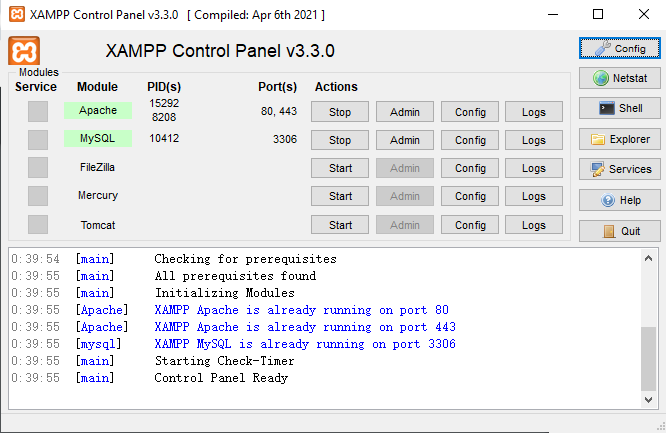 XAMPP Control Panel v3.3.0 [ Compiled: Apr 6th 2021 ]
XAMPP Control Panel v3.3.0
Config
Modules
Service Module PID(s) Port(s) Actions
Netstat
Apache 15292 8208 80, 443 Stop Admin Config Logs
Shell
MySQL 10412 3306 Stop Admin Config Logs
Explorer
FileZilla Start Admin Config Logs
Services
Mercury Start Admin Config Logs
Help
Tomcat Start Admin Config Logs
Quit
0:39:54 [main] Checking for prerequisites
0:39:55 [main] All prerequisites found
0:39:55 [main] Initializing Modules
0:39:55 [Apache] XAMPP Apache is already running on port 80
0:39:55 [Apache] XAMPP Apache is already running on port 443
0:39:55 [mysql] XAMPP MySQL is already running on port 3306
0:39:55 [main] Starting Check-Timer
0:39:55 [main] Control Panel Ready